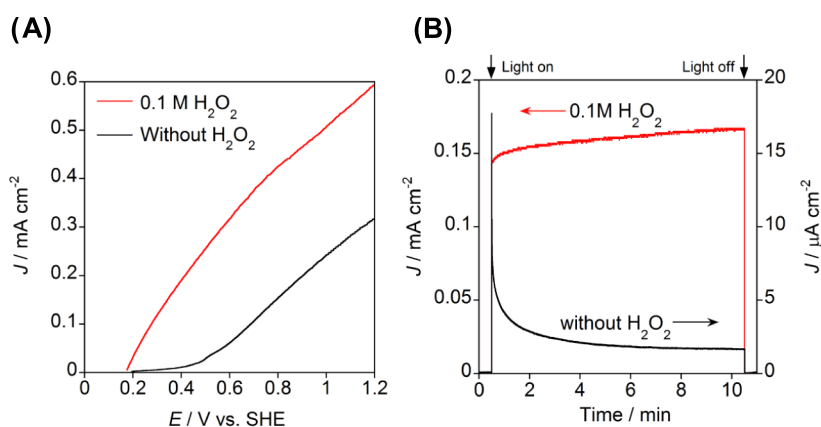 (A)
0.6
0.5
0.4
0.3
0.2
0.1
0
0 0.2 0.4 0.6 0.8 1 1.2
J / mA cm⁻²
E / V vs. SHE
0.1 M H₂O₂
Without H₂O₂
(B)
Light on
Light off
0.2
0.15
0.1
0.05
0
20
15
10
5
0
0 2 4 6 8 10
J / mA cm⁻²
J / μA cm⁻²
Time / min
0.1M H₂O₂
without H₂O₂